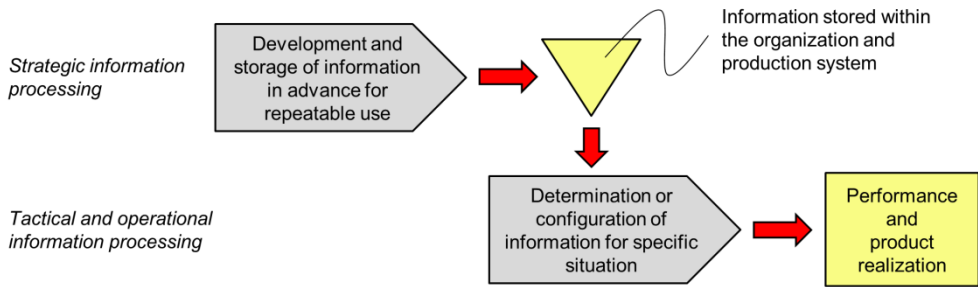 Strategic information
processing
Development and
storage of information
in advance for
repeatable use
Information stored within
the organization and
production system
Tactical and operational
information processing
Determination or
configuration of
information for specific
situation
Performance
and
product
realization